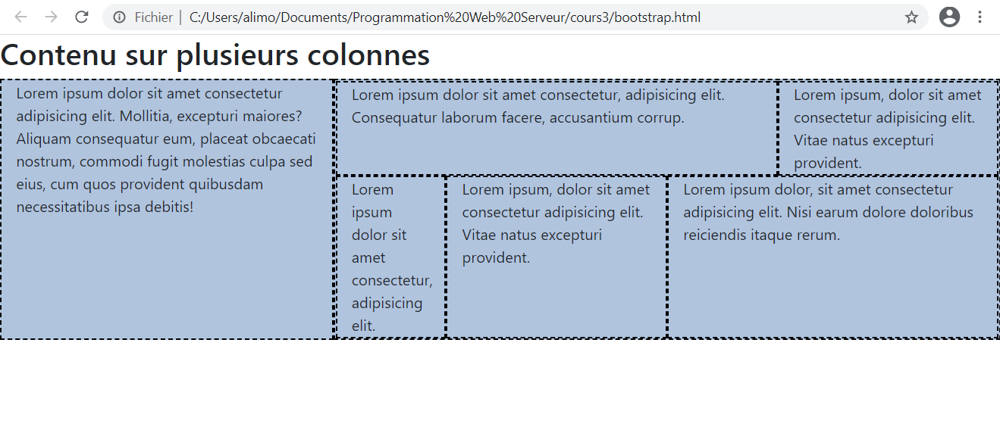 Fichier | C:/Users/alimo/Documents/Programmation%20Web%20Serveur/cours3/bootstrap.html
Contenu sur plusieurs colonnes
Lorem ipsum dolor sit amet consectetur
adipisicing elit. Mollitia, excepturi maiores?
Aliquam consequatur eum, placeat obcaecati
nostrum, commodi fugit molestias culpa sed
eius, cum quos provident quibusdam
necessitatibus ipsa debitis!
Lorem ipsum dolor sit amet consectetur, adipisicing elit.
Consequatur laborum facere, accusantium corrup.
Lorem ipsum, dolor sit amet
consectetur adipisicing elit.
Vitae natus excepturi
provident.
Lorem
ipsum
dolor sit
amet
consectetur,
adipisicing
elit.
Lorem ipsum, dolor sit amet
consectetur adipisicing elit.
Vitae natus excepturi
provident.
Lorem ipsum dolor, sit amet consectetur
adipisicing elit. Nisi earum dolore doloribus
reiciendis itaque rerum.